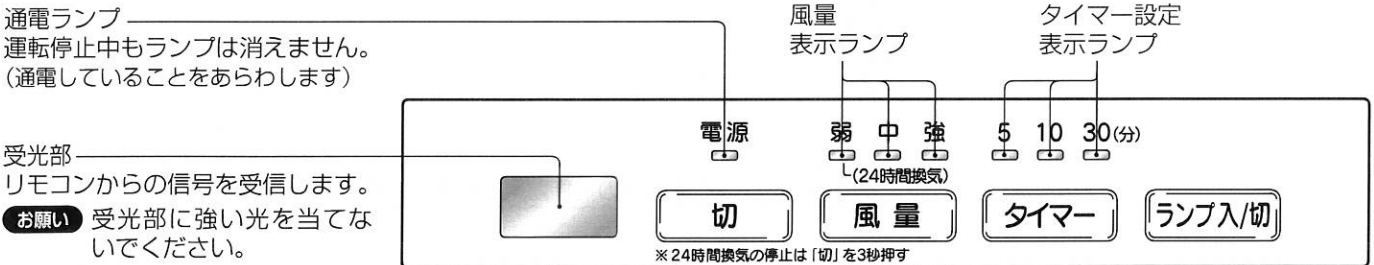 通電ランプ
運転停止中もランプは消えません。
(通電していることをあらわします)
受光部
リモコンからの信号を受信します。
お願い 受光部に強い光を当てな
いでください。
風量
表示ランプ
タイマー設定
表示ランプ
電源 弱 中 強 5 10 30(分)
(24時間換気)
切 風量 タイマー ランプ入/切
※24時間換気の停止は「切」を3秒押す